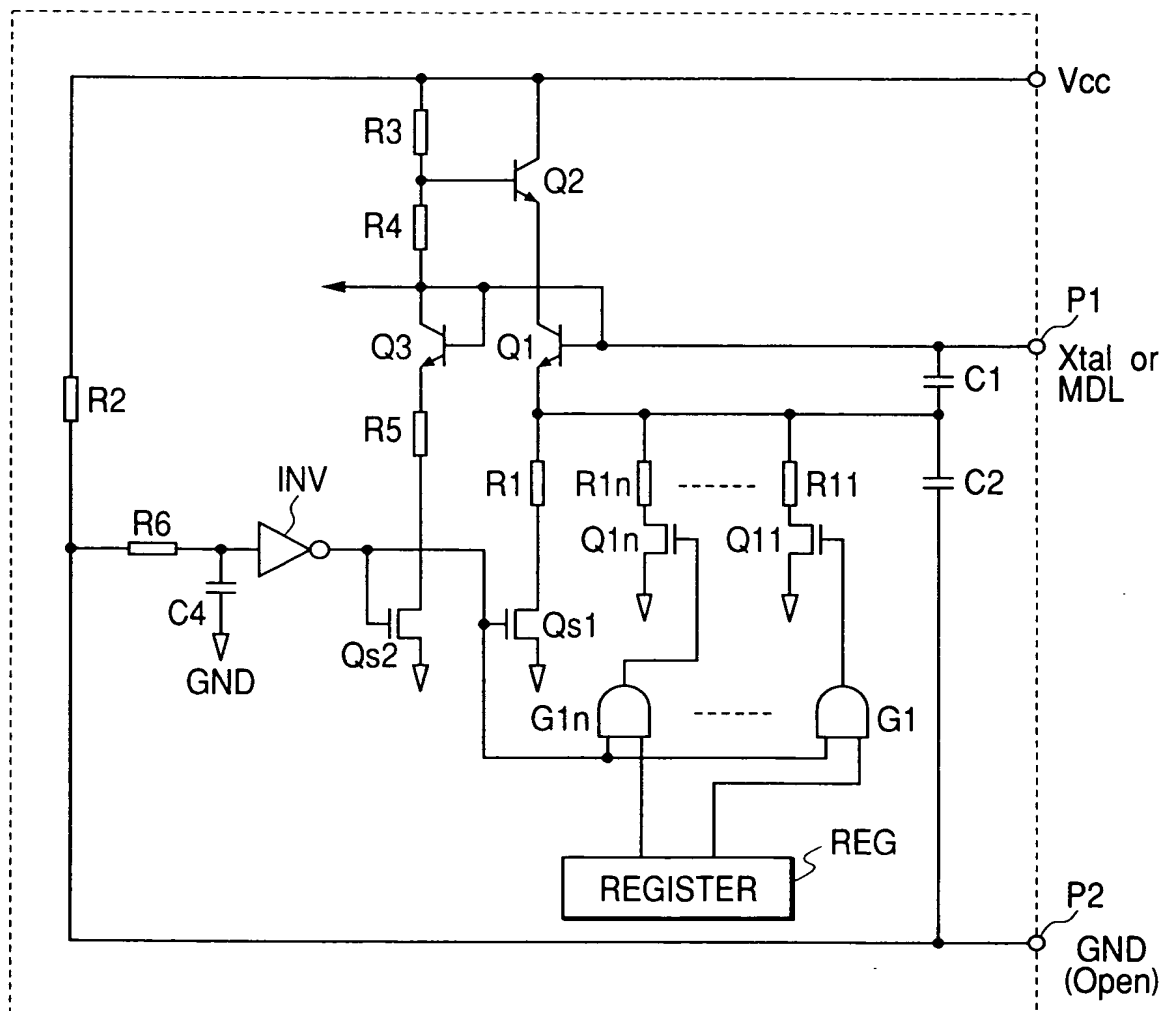 Vcc
R3
Q2
R4
P1
Q3
Q1
Xtal or
MDL
C1
R2
R5
INV
R1
R1n
R11
C2
R6
Q1n
Q11
C4
Qs2
Qs1
GND
G1n
G1
REG
REGISTER
P2
GND
(Open)